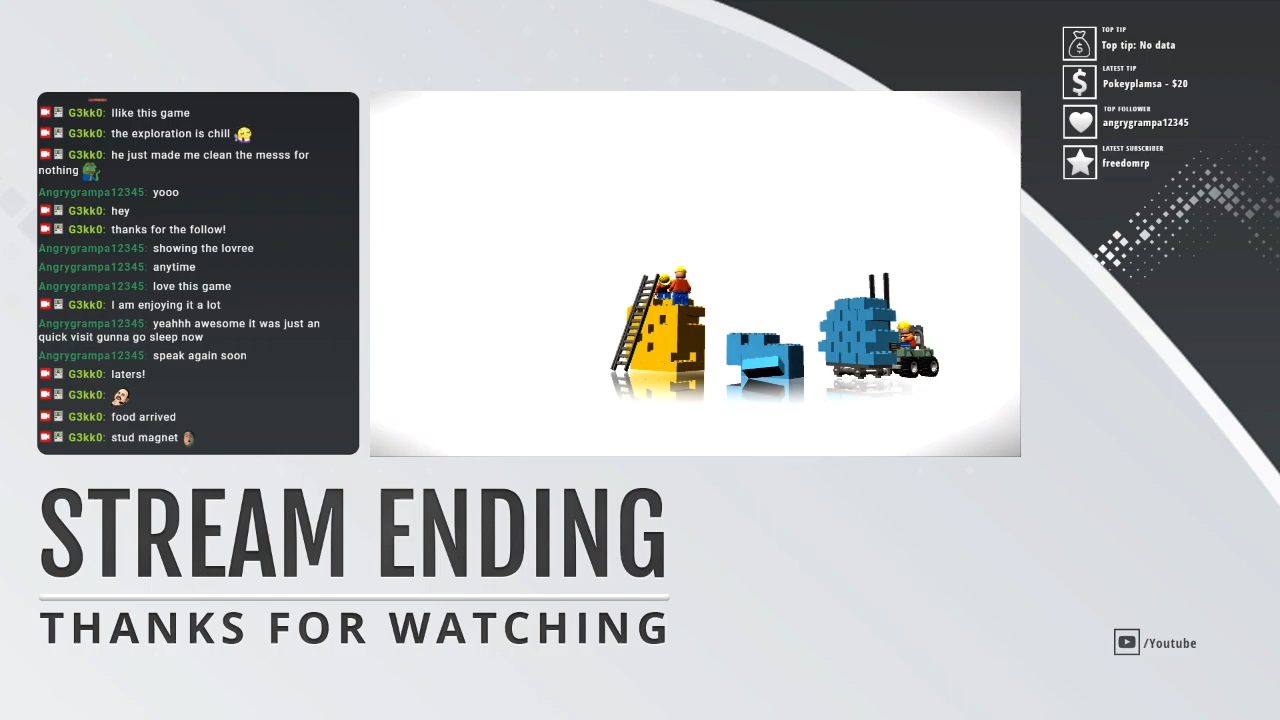 G3kk0: Ilike this game
G3kk0: the exploration is chill
G3kk0: he just made me clean the messs for
nothing
Angrygrampa12345: yooo
G3kk0: hey
G3kk0: thanks for the follow!
Angrygrampa12345: showing the lovree
Angrygrampa12345: anytime
Angrygrampa12345: love this game
G3kk0: I am enjoying it a lot
Angrygrampa12345: yeahhh awesome it was just an
quick visit gunna go sleep now
Angrygrampa12345: speak again soon
G3kk0: laters!
G3kk0:
G3kk0: food arrived
G3kk0: stud magnet
TOP TIP
Top tip: No data
LATEST TIP
Pokeyplamsa - $20
TOP FOLLOWER
angrygrampa12345
LATEST SUBSCRIBER
freedomrp
STREAM ENDING
THANKS FOR WATCHING
/Youtube